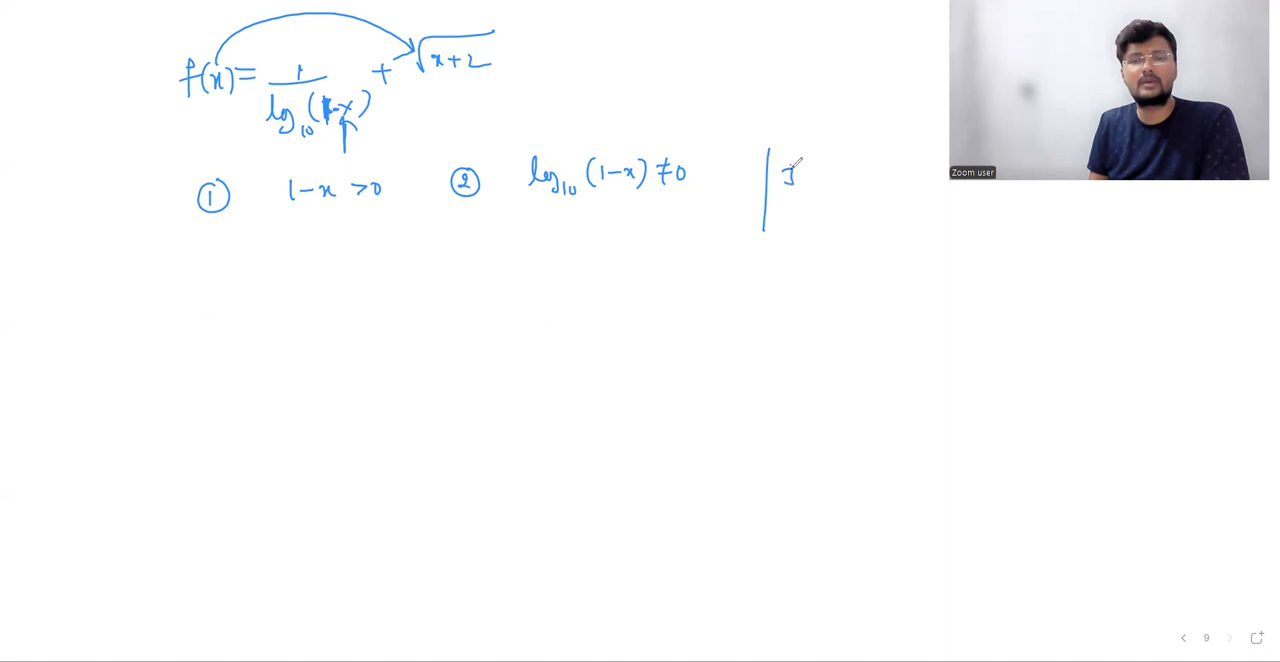 f(x) = 1/log₁₀(1-x) + √(x+2)
① 1-x >0 ② log₁₀ (1-x) ≠0
Zoom user
9